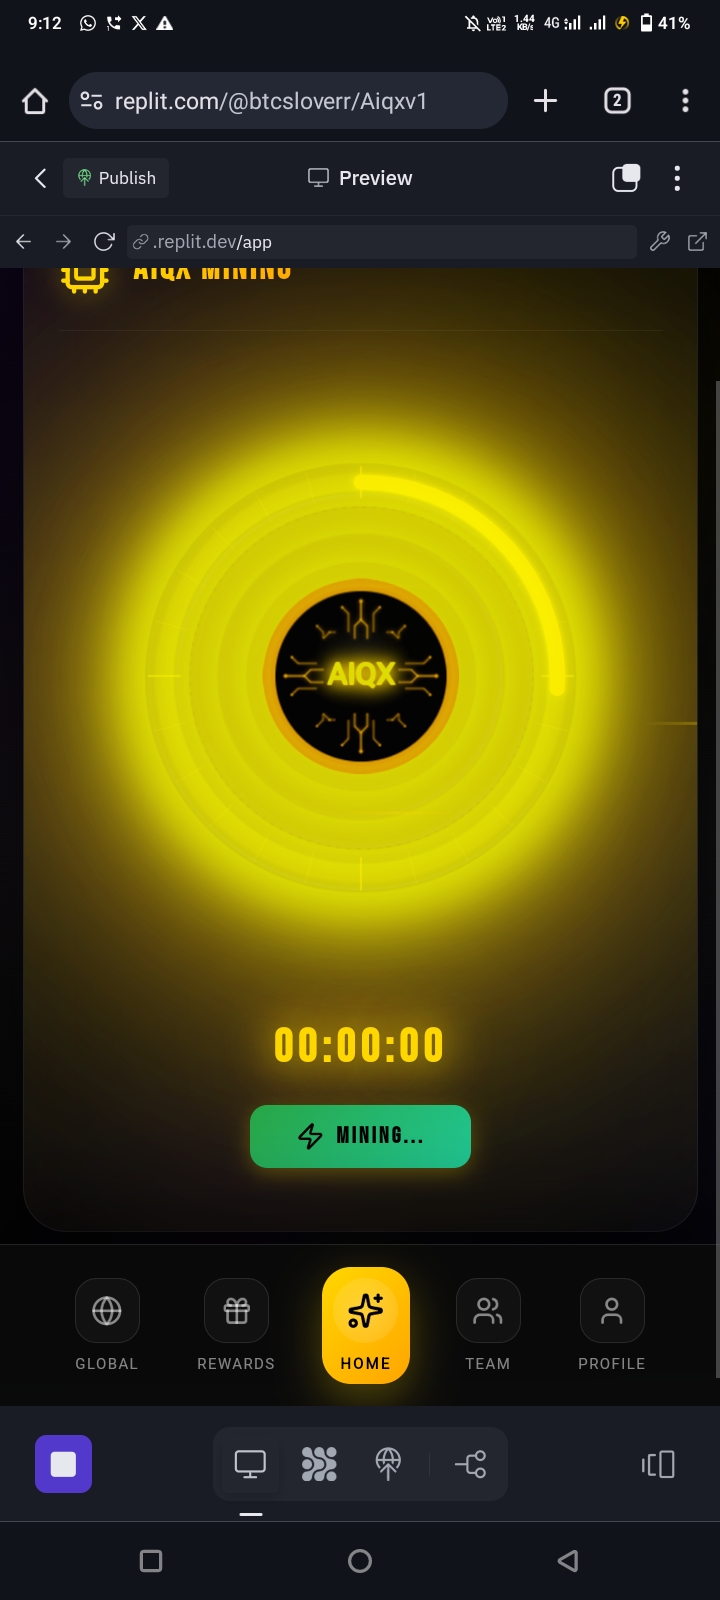 9:12
Vo)) LTE2 1.44 KB/s 4G 41%
replit.com/@btcsloverr/Aiqxv1
2
Publish
Preview
.replit.dev/app
AIQX MINING
AIQX
00:00:00
MINING...
GLOBAL
REWARDS
HOME
TEAM
PROFILE